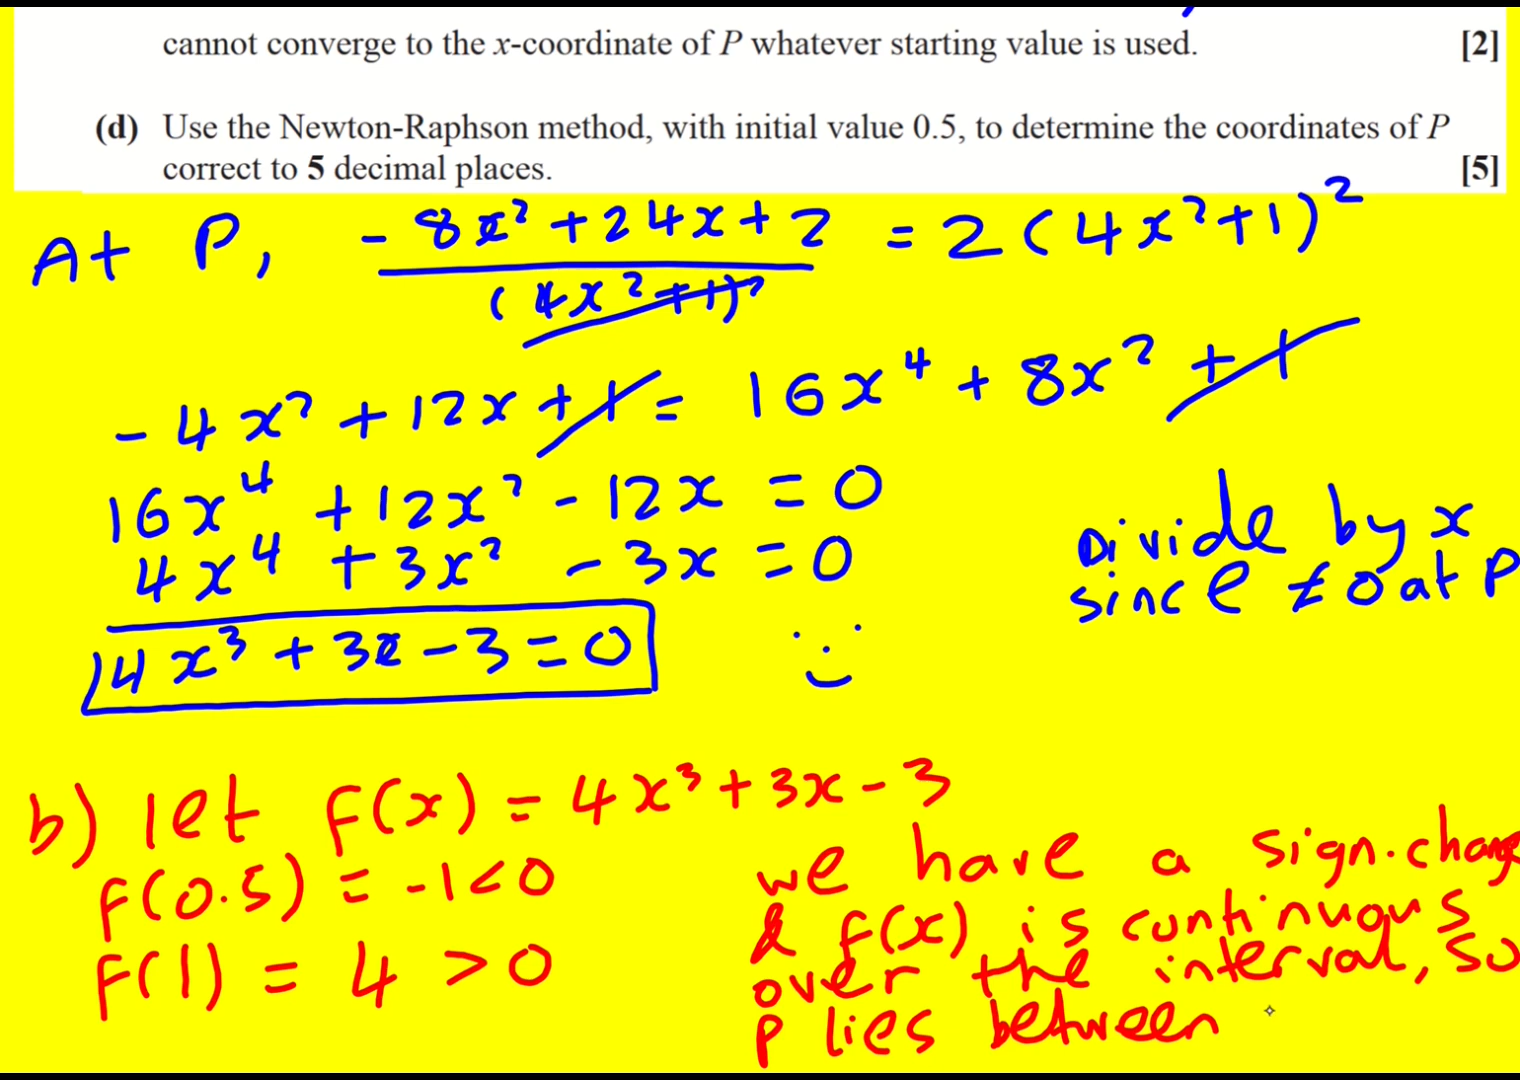 cannot converge to the x-coordinate of P whatever starting value is used. [2]
(d) Use the Newton-Raphson method, with initial value 0.5, to determine the coordinates of P
correct to 5 decimal places. [5]
At P, (-8x² + 24x + 2)/(4x² + 1)² = 2(4x² + 1)²
-4x² + 12x + 1 = 16x⁴ + 8x² + 1
16x⁴ + 12x² - 12x = 0
4x⁴ + 3x² - 3x = 0
Divide by x
since ≠ 0 at P
4x³ + 3x - 3 = 0
b) let f(x) = 4x³ + 3x - 3
f(0.5) = -1 < 0
f(1) = 4 > 0
we have a sign.change
& f(x) is continuous
over the interval, so
P lies between